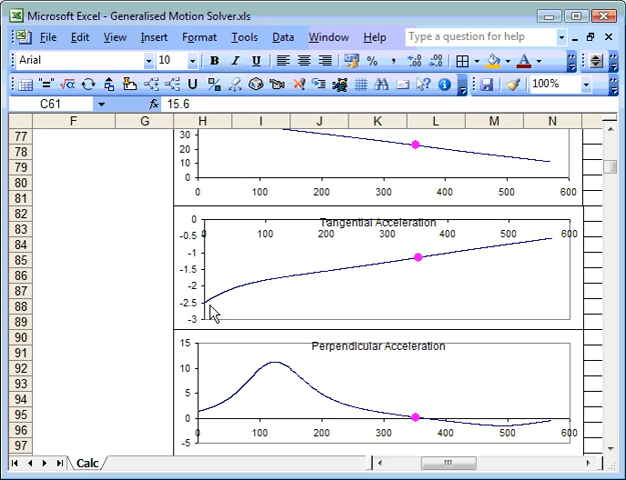 Microsoft Excel - Generalised Motion Solver.xls
File Edit View Insert Format Tools Data Window Help Type a question for help
Arial 10 B I U 100%
C61 fx 15.6
F G H I J K L M N
77 30
78 20
79 10
80 0
81 0 100 200 300 400 500 600
82 0 Tangential Acceleration
83 -0.5 0 100 200 300 400 500 600
84 -1
85 -1.5
86 -2
87 -2.5
88 -3
89
90 15 Perpendicular Acceleration
91 10
92 5
93 0
94 -5
95 0 100 200 300 400 500 600
96
97
Calc